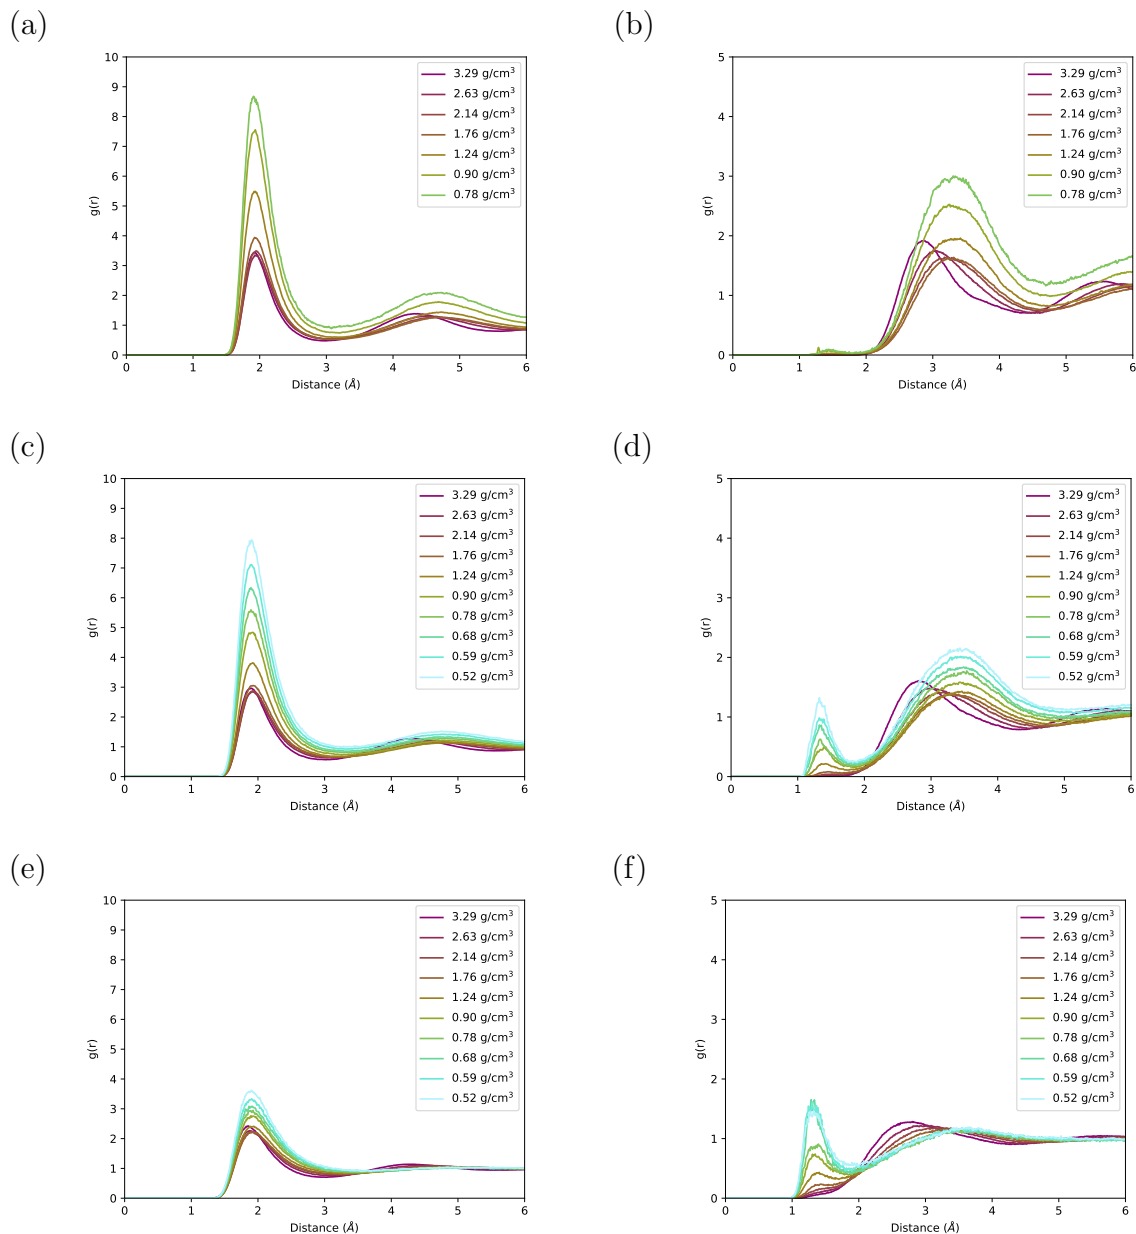 (a)
10
9
8
7
6
5
4
3
2
1
0
g(r)
0 1 2 3 4 5 6
Distance (Å)
3.29 g/cm³
2.63 g/cm³
2.14 g/cm³
1.76 g/cm³
1.24 g/cm³
0.90 g/cm³
0.78 g/cm³
(b)
5
4
3
2
1
0
g(r)
0 1 2 3 4 5 6
Distance (Å)
3.29 g/cm³
2.63 g/cm³
2.14 g/cm³
1.76 g/cm³
1.24 g/cm³
0.90 g/cm³
0.78 g/cm³
(c)
10
9
8
7
6
5
4
3
2
1
0
g(r)
0 1 2 3 4 5 6
Distance (Å)
3.29 g/cm³
2.63 g/cm³
2.14 g/cm³
1.76 g/cm³
1.24 g/cm³
0.90 g/cm³
0.78 g/cm³
0.68 g/cm³
0.59 g/cm³
0.52 g/cm³
(d)
5
4
3
2
1
0
g(r)
0 1 2 3 4 5 6
Distance (Å)
3.29 g/cm³
2.63 g/cm³
2.14 g/cm³
1.76 g/cm³
1.24 g/cm³
0.90 g/cm³
0.78 g/cm³
0.68 g/cm³
0.59 g/cm³
0.52 g/cm³
(e)
10
9
8
7
6
5
4
3
2
1
0
g(r)
0 1 2 3 4 5 6
Distance (Å)
3.29 g/cm³
2.63 g/cm³
2.14 g/cm³
1.76 g/cm³
1.24 g/cm³
0.90 g/cm³
0.78 g/cm³
0.68 g/cm³
0.59 g/cm³
0.52 g/cm³
(f)
5
4
3
2
1
0
g(r)
0 1 2 3 4 5 6
Distance (Å)
3.29 g/cm³
2.63 g/cm³
2.14 g/cm³
1.76 g/cm³
1.24 g/cm³
0.90 g/cm³
0.78 g/cm³
0.68 g/cm³
0.59 g/cm³
0.52 g/cm³